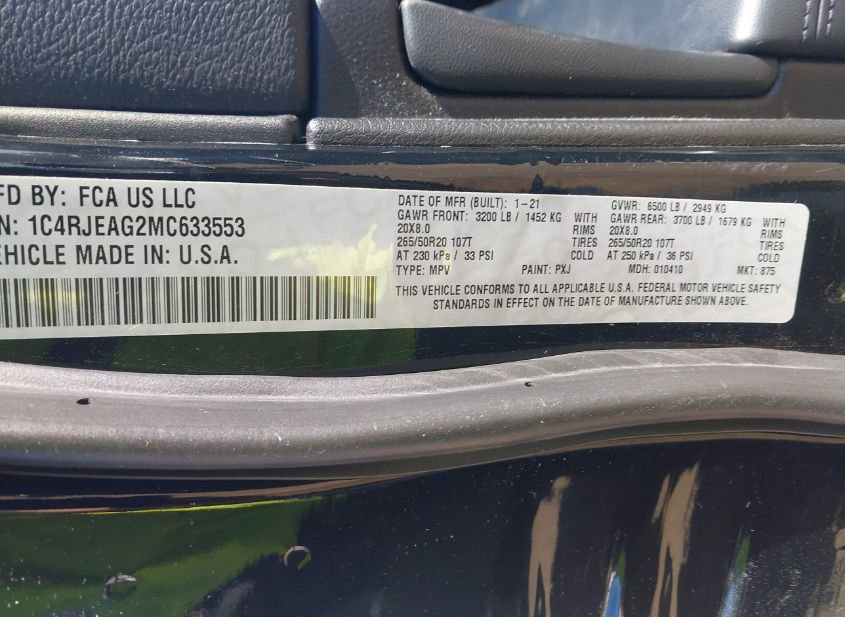 MFD BY: FCA US LLC
N: 1C4RJEAG2MC633553
VEHICLE MADE IN: U.S.A.
DATE OF MFR (BUILT): 1-21 GVWR: 6500 LB / 2949 KG
GAWR FRONT: 3200 LB / 1452 KG WITH GAWR REAR: 3700 LB / 1679 KG WITH
20X8.0 RIMS 20X8.0 RIMS
265/50R20 107T TIRES 265/50R20 107T TIRES
AT 230 kPa / 33 PSI COLD AT 250 kPa / 36 PSI COLD
TYPE: MPV PAINT: PXJ MDH: 010410 MKT: 875
THIS VEHICLE CONFORMS TO ALL APPLICABLE U.S.A. FEDERAL MOTOR VEHICLE SAFETY
STANDARDS IN EFFECT ON THE DATE OF MANUFACTURE SHOWN ABOVE.